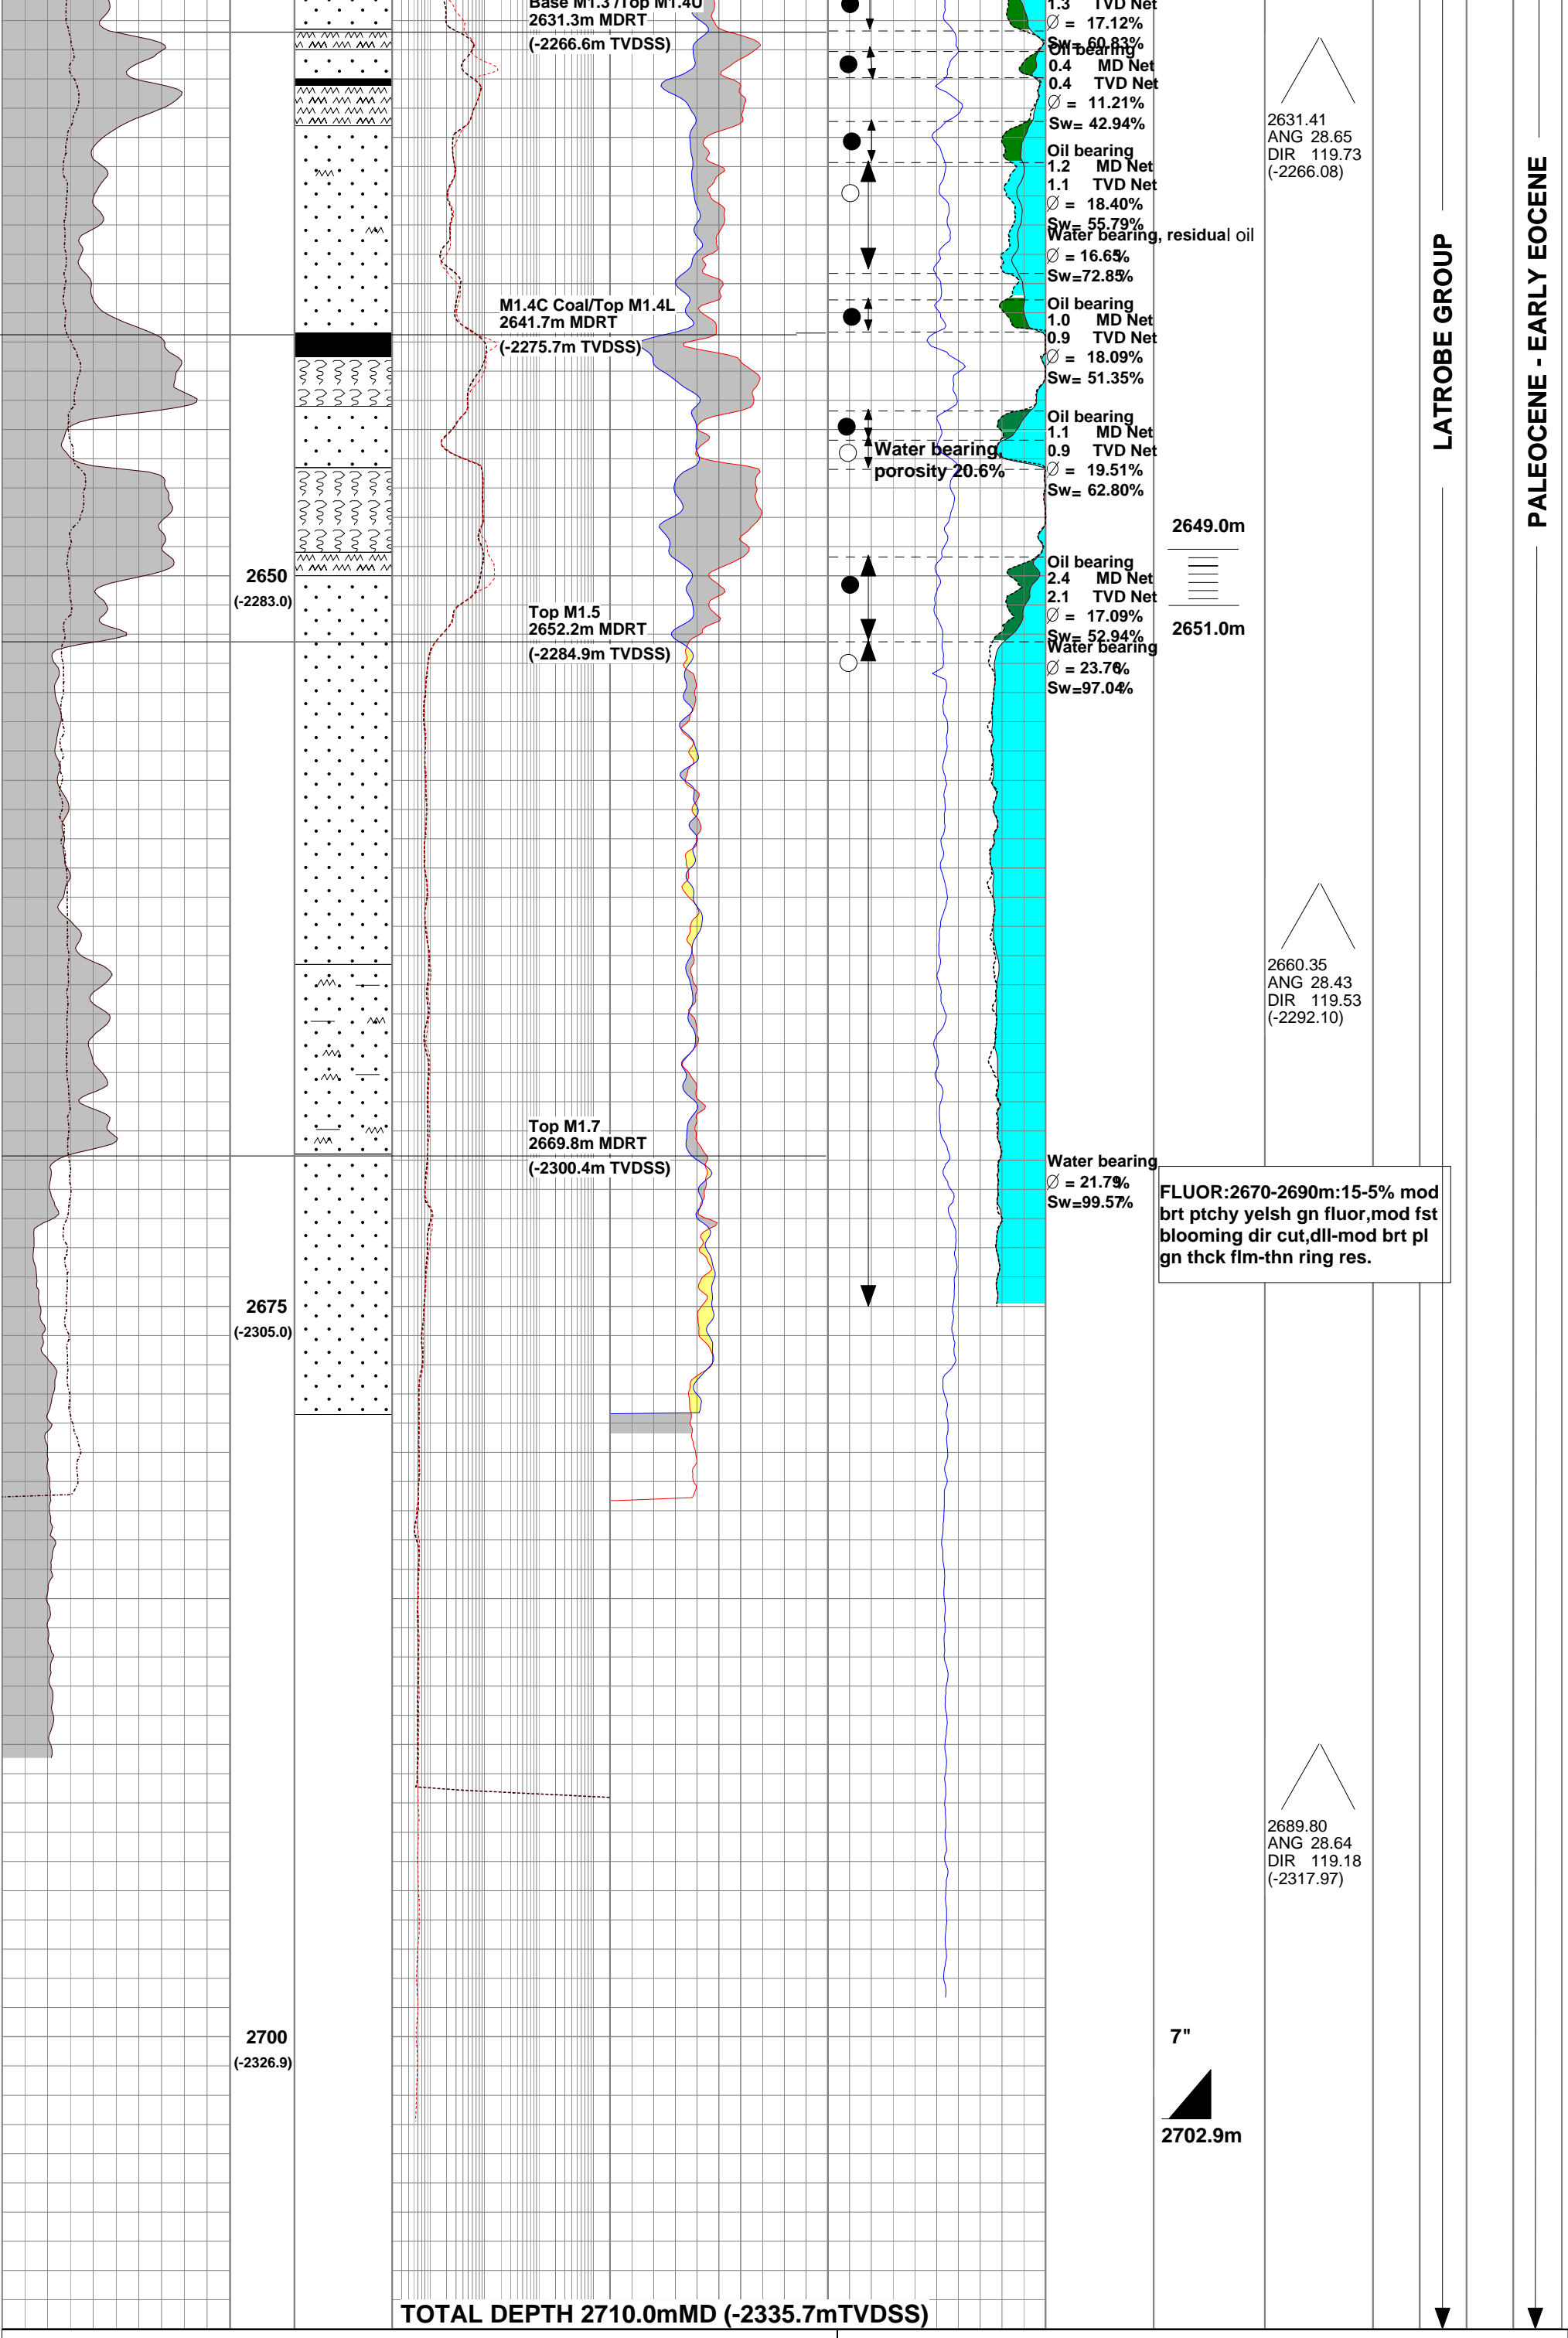 Base M1.3 /Top M1.4U
2631.3m MDRT
(-2266.6m TVDSS)
1.3 TVD Net
Ø = 17.12%
Sw= 60.83%
Oil bearing
0.4 MD Net
0.4 TVD Net
Ø = 11.21%
Sw= 42.94%
Oil bearing
1.2 MD Net
1.1 TVD Net
Ø = 18.40%
Sw= 55.79%
Water bearing, residual oil
Ø = 16.65%
Sw=72.85%
2631.41
ANG 28.65
DIR 119.73
(-2266.08)
M1.4C Coal/Top M1.4L
2641.7m MDRT
(-2275.7m TVDSS)
Oil bearing
1.0 MD Net
0.9 TVD Net
Ø = 18.09%
Sw= 51.35%
Oil bearing
1.1 MD Net
0.9 TVD Net
Ø = 19.51%
Sw= 62.80%
Water bearing,
porosity 20.6%
LATROBE GROUP
PALEOCENE - EARLY EOCENE
2649.0m
2651.0m
2650
(-2283.0)
Oil bearing
2.4 MD Net
2.1 TVD Net
Ø = 17.09%
Sw= 52.94%
Top M1.5
2652.2m MDRT
(-2284.9m TVDSS)
Water bearing
Ø = 23.76%
Sw=97.04%
2660.35
ANG 28.43
DIR 119.53
(-2292.10)
Top M1.7
2669.8m MDRT
(-2300.4m TVDSS)
Water bearing
Ø = 21.79%
Sw=99.57%
FLUOR:2670-2690m:15-5% mod
brt ptchy yelsh gn fluor,mod fst
blooming dir cut,dll-mod brt pl
gn thck flm-thn ring res.
2675
(-2305.0)
2689.80
ANG 28.64
DIR 119.18
(-2317.97)
2700
(-2326.9)
7"
2702.9m
TOTAL DEPTH 2710.0mMD (-2335.7mTVDSS)